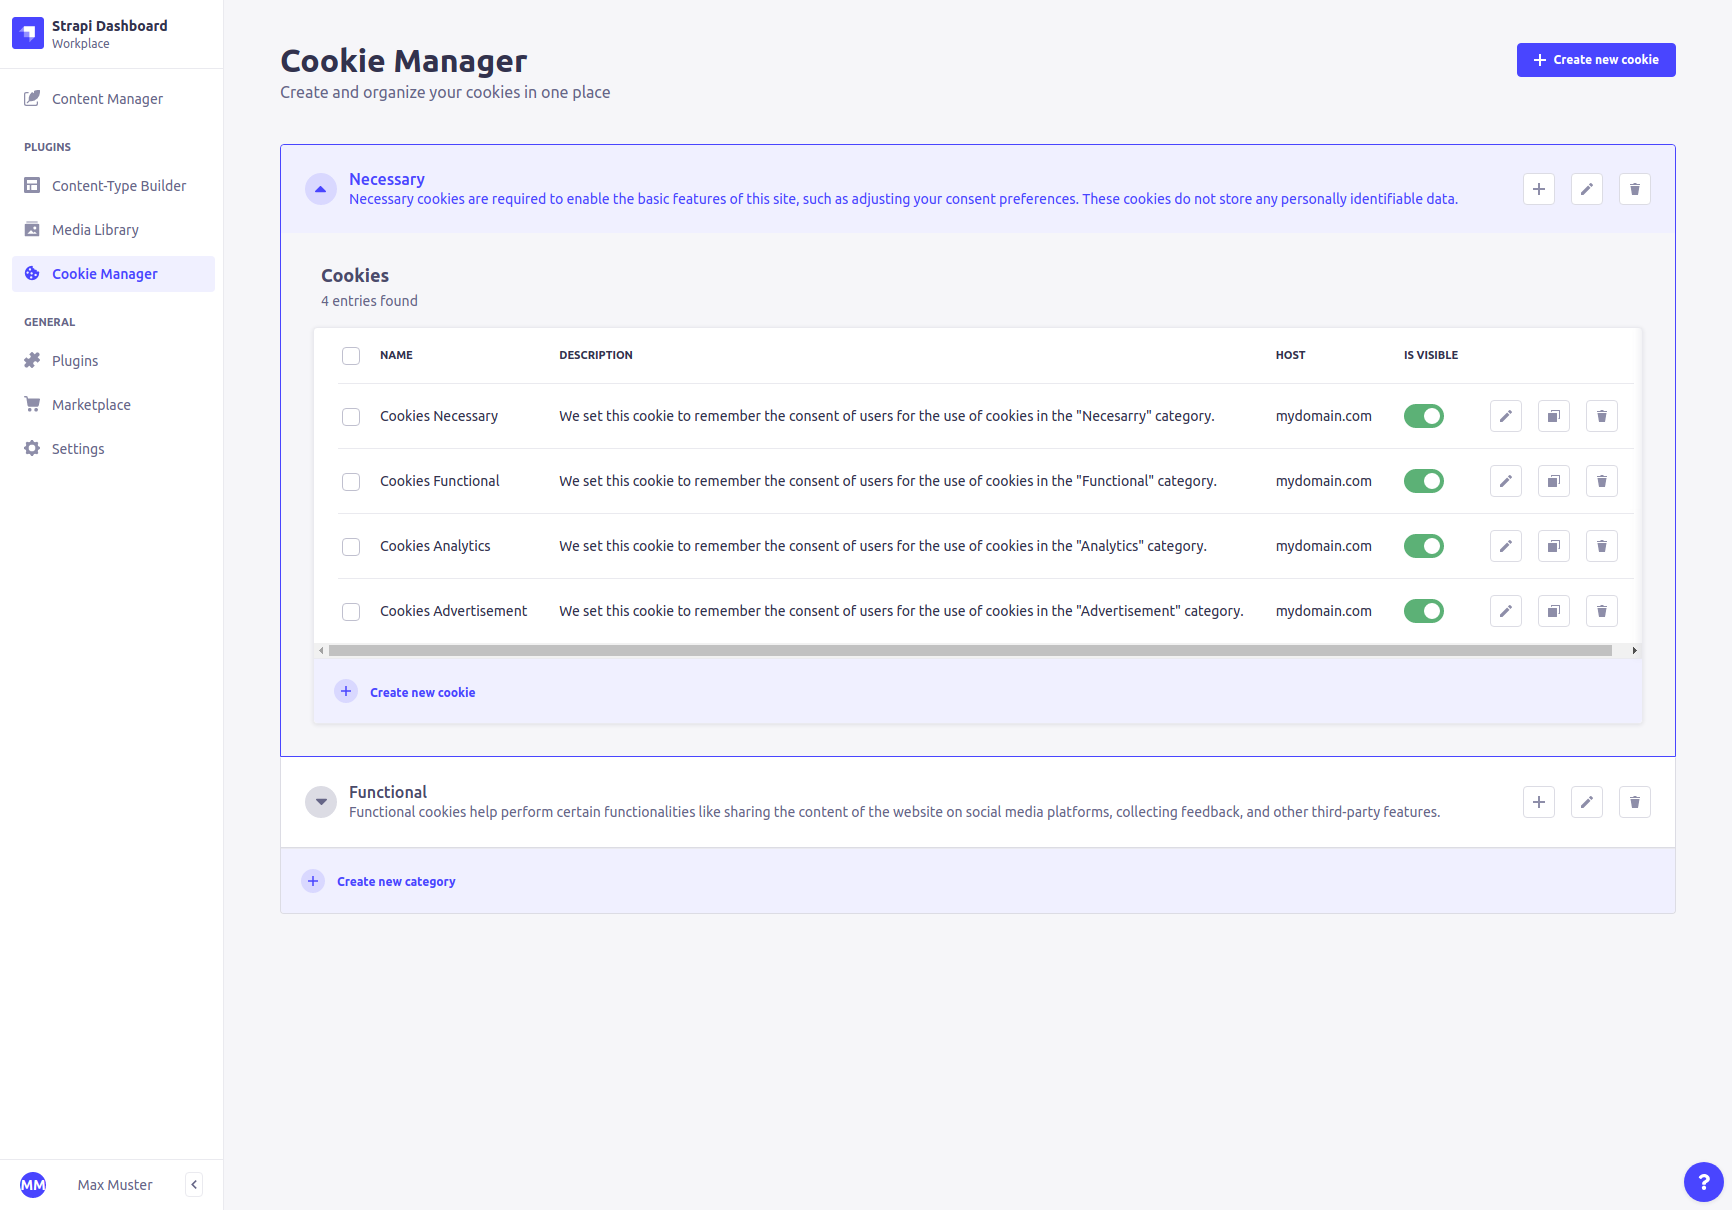 Strapi Dashboard
Workplace
Content Manager
PLUGINS
Content-Type Builder
Media Library
Cookie Manager
GENERAL
Plugins
Marketplace
Settings
MM Max Muster
Cookie Manager
Create and organize your cookies in one place
Create new cookie
Necessary
Necessary cookies are required to enable the basic features of this site, such as adjusting your consent preferences. These cookies do not store any personally identifiable data.
Cookies
4 entries found
NAME DESCRIPTION HOST IS VISIBLE
Cookies Necessary We set this cookie to remember the consent of users for the use of cookies in the "Necesarry" category. mydomain.com
Cookies Functional We set this cookie to remember the consent of users for the use of cookies in the "Functional" category. mydomain.com
Cookies Analytics We set this cookie to remember the consent of users for the use of cookies in the "Analytics" category. mydomain.com
Cookies Advertisement We set this cookie to remember the consent of users for the use of cookies in the "Advertisement" category. mydomain.com
Create new cookie
Functional
Functional cookies help perform certain functionalities like sharing the content of the website on social media platforms, collecting feedback, and other third-party features.
Create new category
?